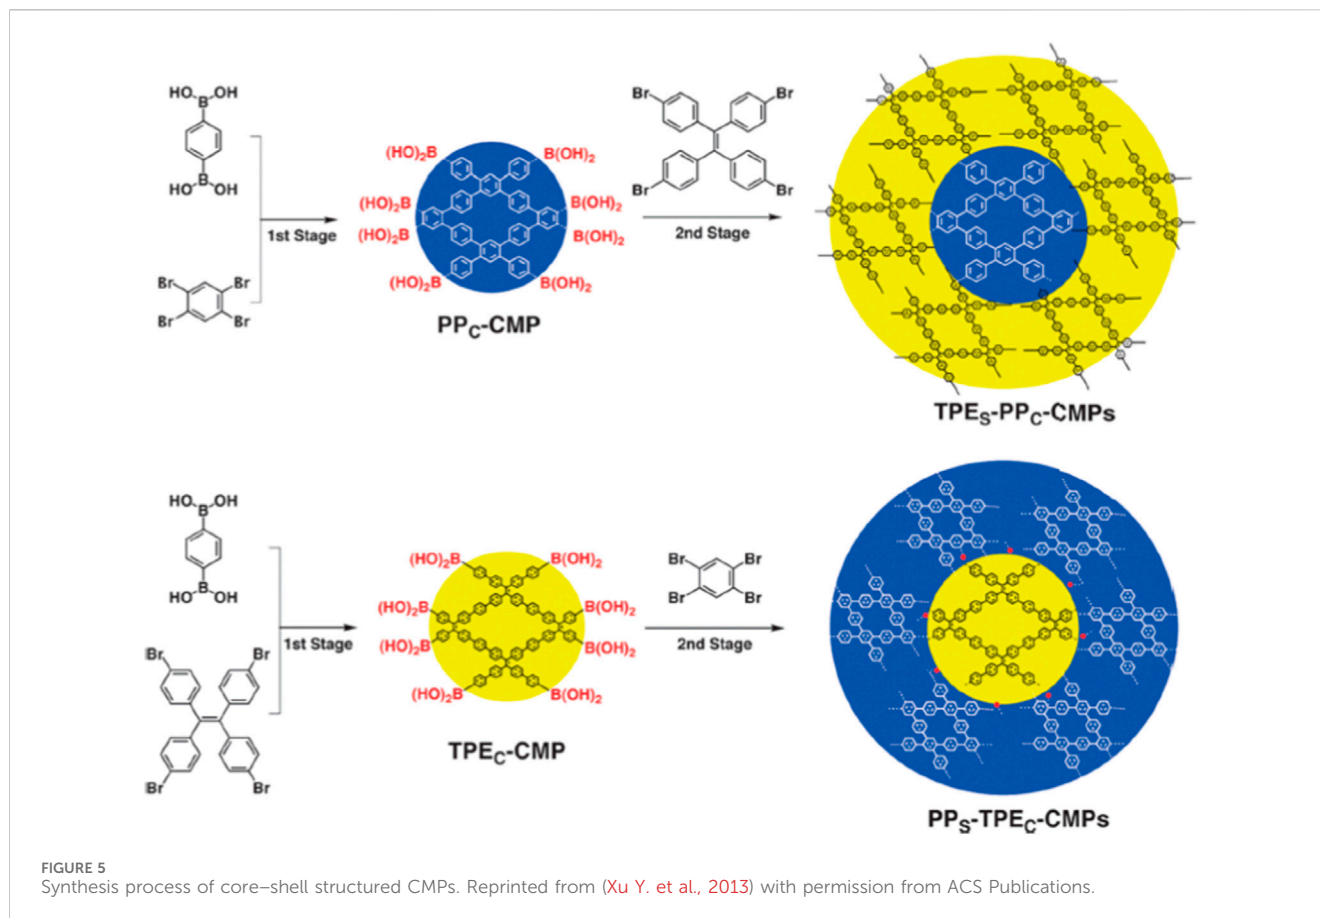 HO OH
B
B
HO OH
Br Br
Br Br
1st Stage
(HO)₂B B(OH)₂
(HO)₂B B(OH)₂
(HO)₂B B(OH)₂
(HO)₂B B(OH)₂
PPC-CMP
Br Br
Br Br
2nd Stage
TPES-PPC-CMPs
HO OH
B
B
HO OH
Br Br
Br Br
1st Stage
(HO)₂B B(OH)₂
(HO)₂B B(OH)₂
(HO)₂B B(OH)₂
(HO)₂B B(OH)₂
TPEC-CMP
Br Br
Br Br
2nd Stage
PPS-TPEC-CMPs
FIGURE 5
Synthesis process of core–shell structured CMPs. Reprinted from (Xu Y. et al., 2013) with permission from ACS Publications.